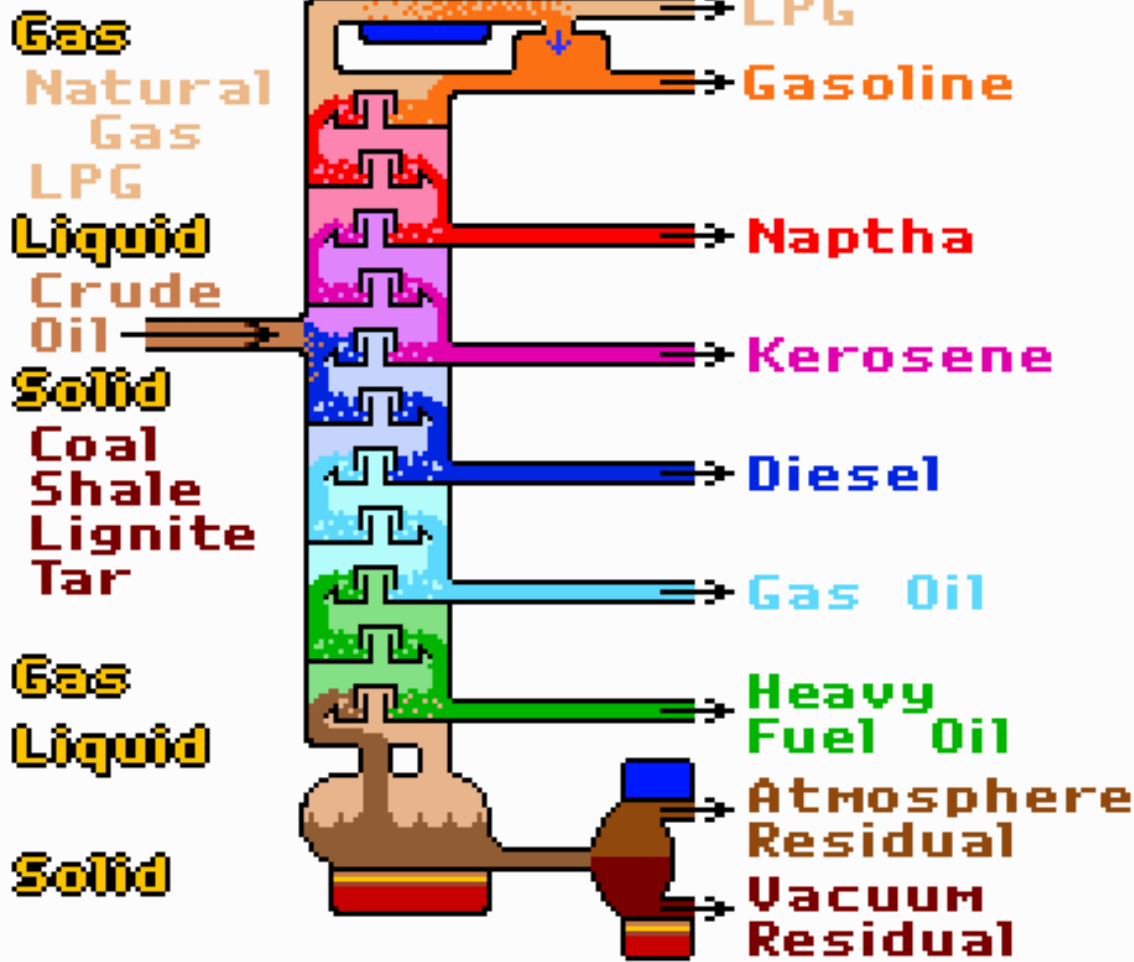 Gas
Natural
Gas
LPG
Liquid
Crude
Oil
Solid
Coal
Shale
Lignite
Tar
Gas
Liquid
Solid
LPG
Gasoline
Naptha
Kerosene
Diesel
Gas Oil
Heavy
Fuel Oil
Atmosphere
Residual
Vacuum
Residual